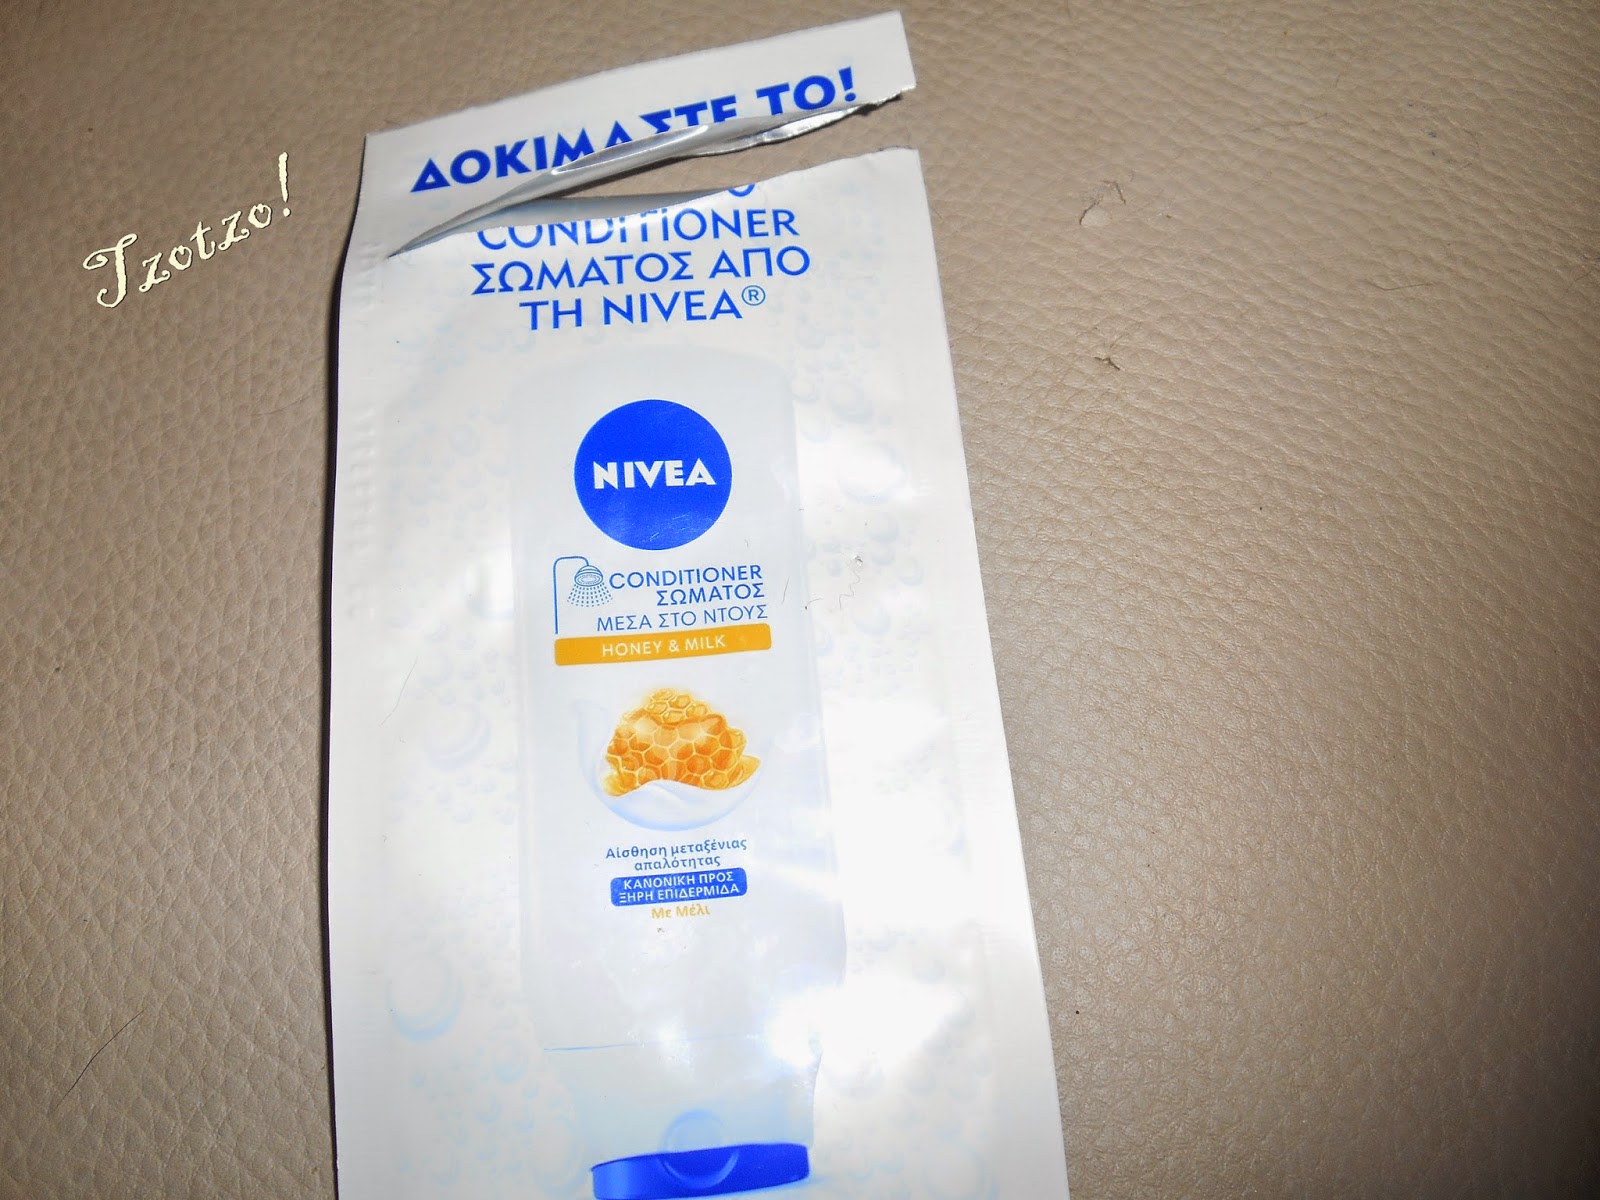 Tzotzo!
ΔΟΚΙΜΑΣΤΕ ΤΟ!
CONDITIONER
ΣΩΜΑΤΟΣ ΑΠΟ
ΤΗ NIVEA®
NIVEA
CONDITIONER
ΣΩΜΑΤΟΣ
ΜΕΣΑ ΣΤΟ ΝΤΟΥΣ
HONEY & MILK
Αίσθηση μεταξένιας
απαλότητας
ΚΑΝΟΝΙΚΗ ΠΡΟΣ
ΞΗΡΗ ΕΠΙΔΕΡΜΙΔΑ
Με Μέλι